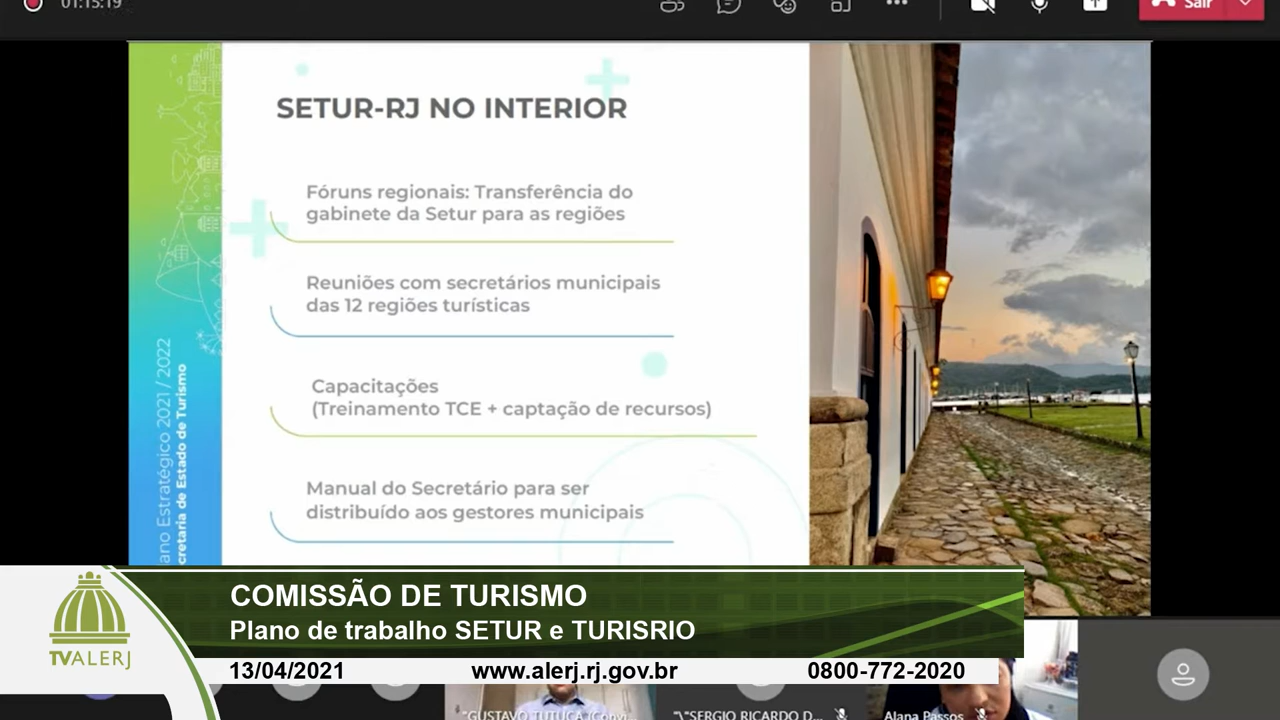 01:15:19
Sair
SETUR-RJ NO INTERIOR
Fóruns regionais: Transferência do
gabinete da Setur para as regiões
Reuniões com secretários municipais
das 12 regiões turísticas
Capacitações
(Treinamento TCE + captação de recursos)
Manual do Secretário para ser
distribuído aos gestores municipais
ano Estratégico 2021 / 2022
cretaria de Estado de Turismo
COMISSÃO DE TURISMO
Plano de trabalho SETUR e TURISRIO
TVALERJ
13/04/2021 www.alerj.rj.gov.br 0800-772-2020
"GUSTAVO TUTUCA (Convi...
"\"SERGIO RICARDO D...
Alana Passos